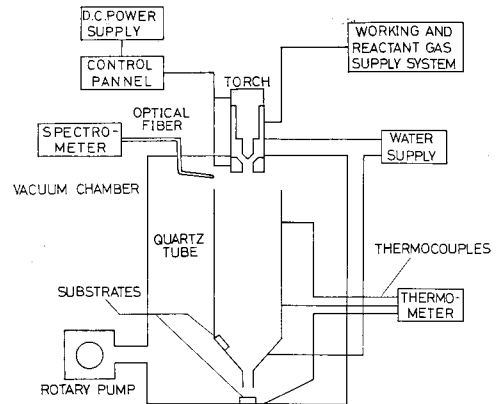 D.C.POWER
SUPPLY
CONTROL
PANNEL
TORCH
WORKING AND
REACTANT GAS
SUPPLY SYSTEM
OPTICAL
FIBER
SPECTRO-
METER
WATER
SUPPLY
VACUUM CHAMBER
QUARTZ
TUBE
THERMOCOUPLES
SUBSTRATES
THERMO-
METER
ROTARY PUMP